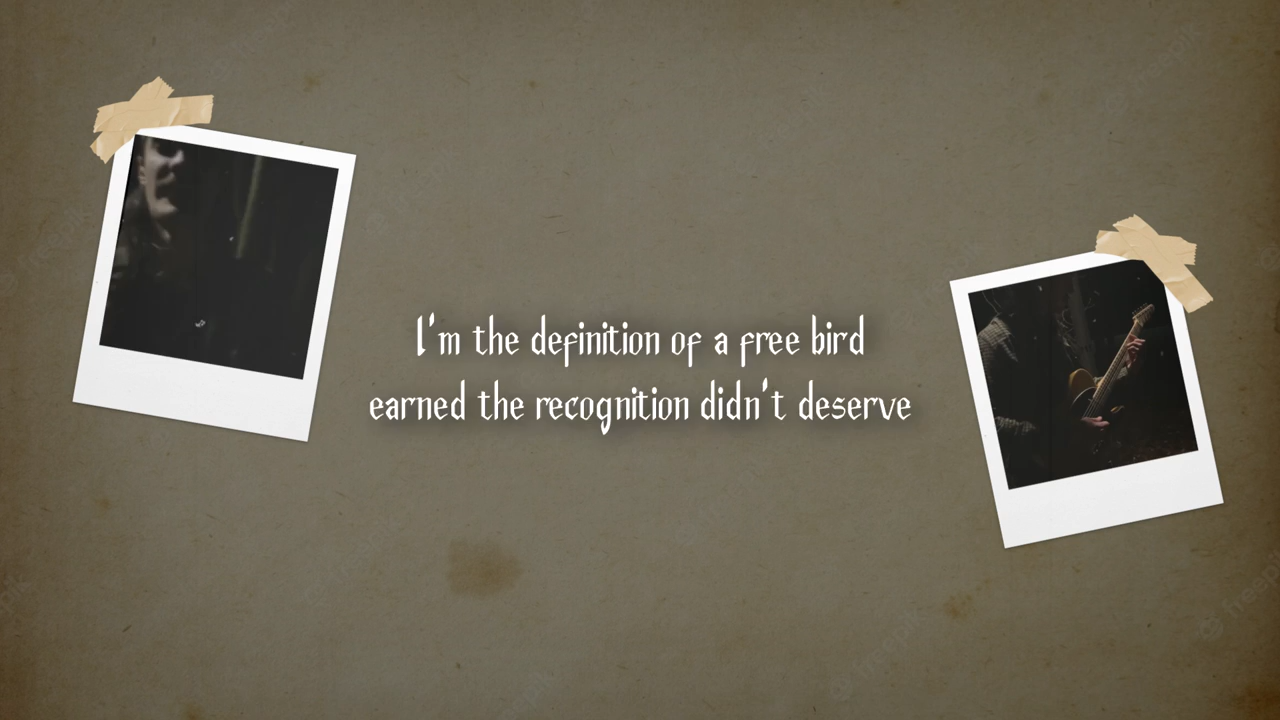 I'm the definition of a free bird
earned the recognition didn't deserve